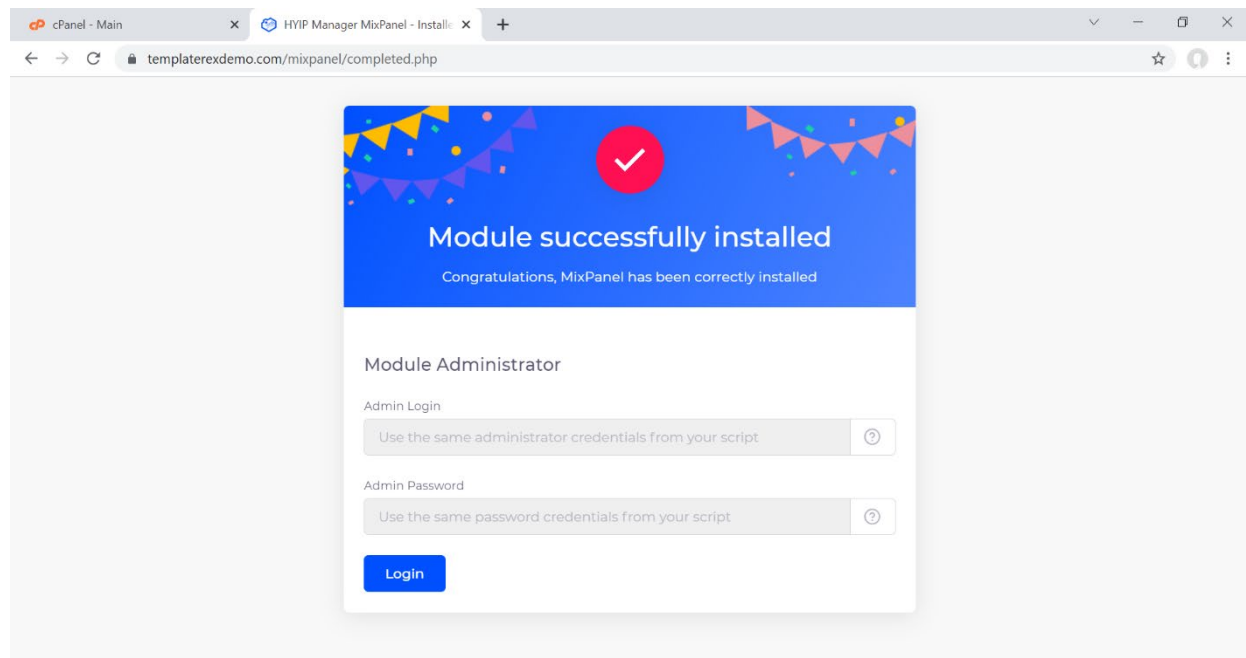 cPanel - Main
HYIP Manager MixPanel - Installe
templaterexdemo.com/mixpanel/completed.php
Module successfully installed
Congratulations, MixPanel has been correctly installed
Module Administrator
Admin Login
Use the same administrator credentials from your script
Admin Password
Use the same password credentials from your script
Login